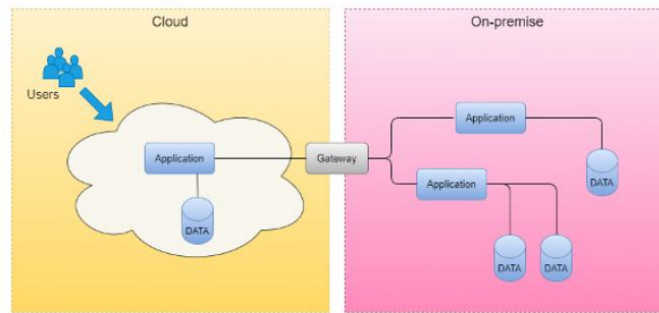 Cloud
On-premise
Users
Application
Gateway
Application
Application
DATA
DATA
DATA
DATA